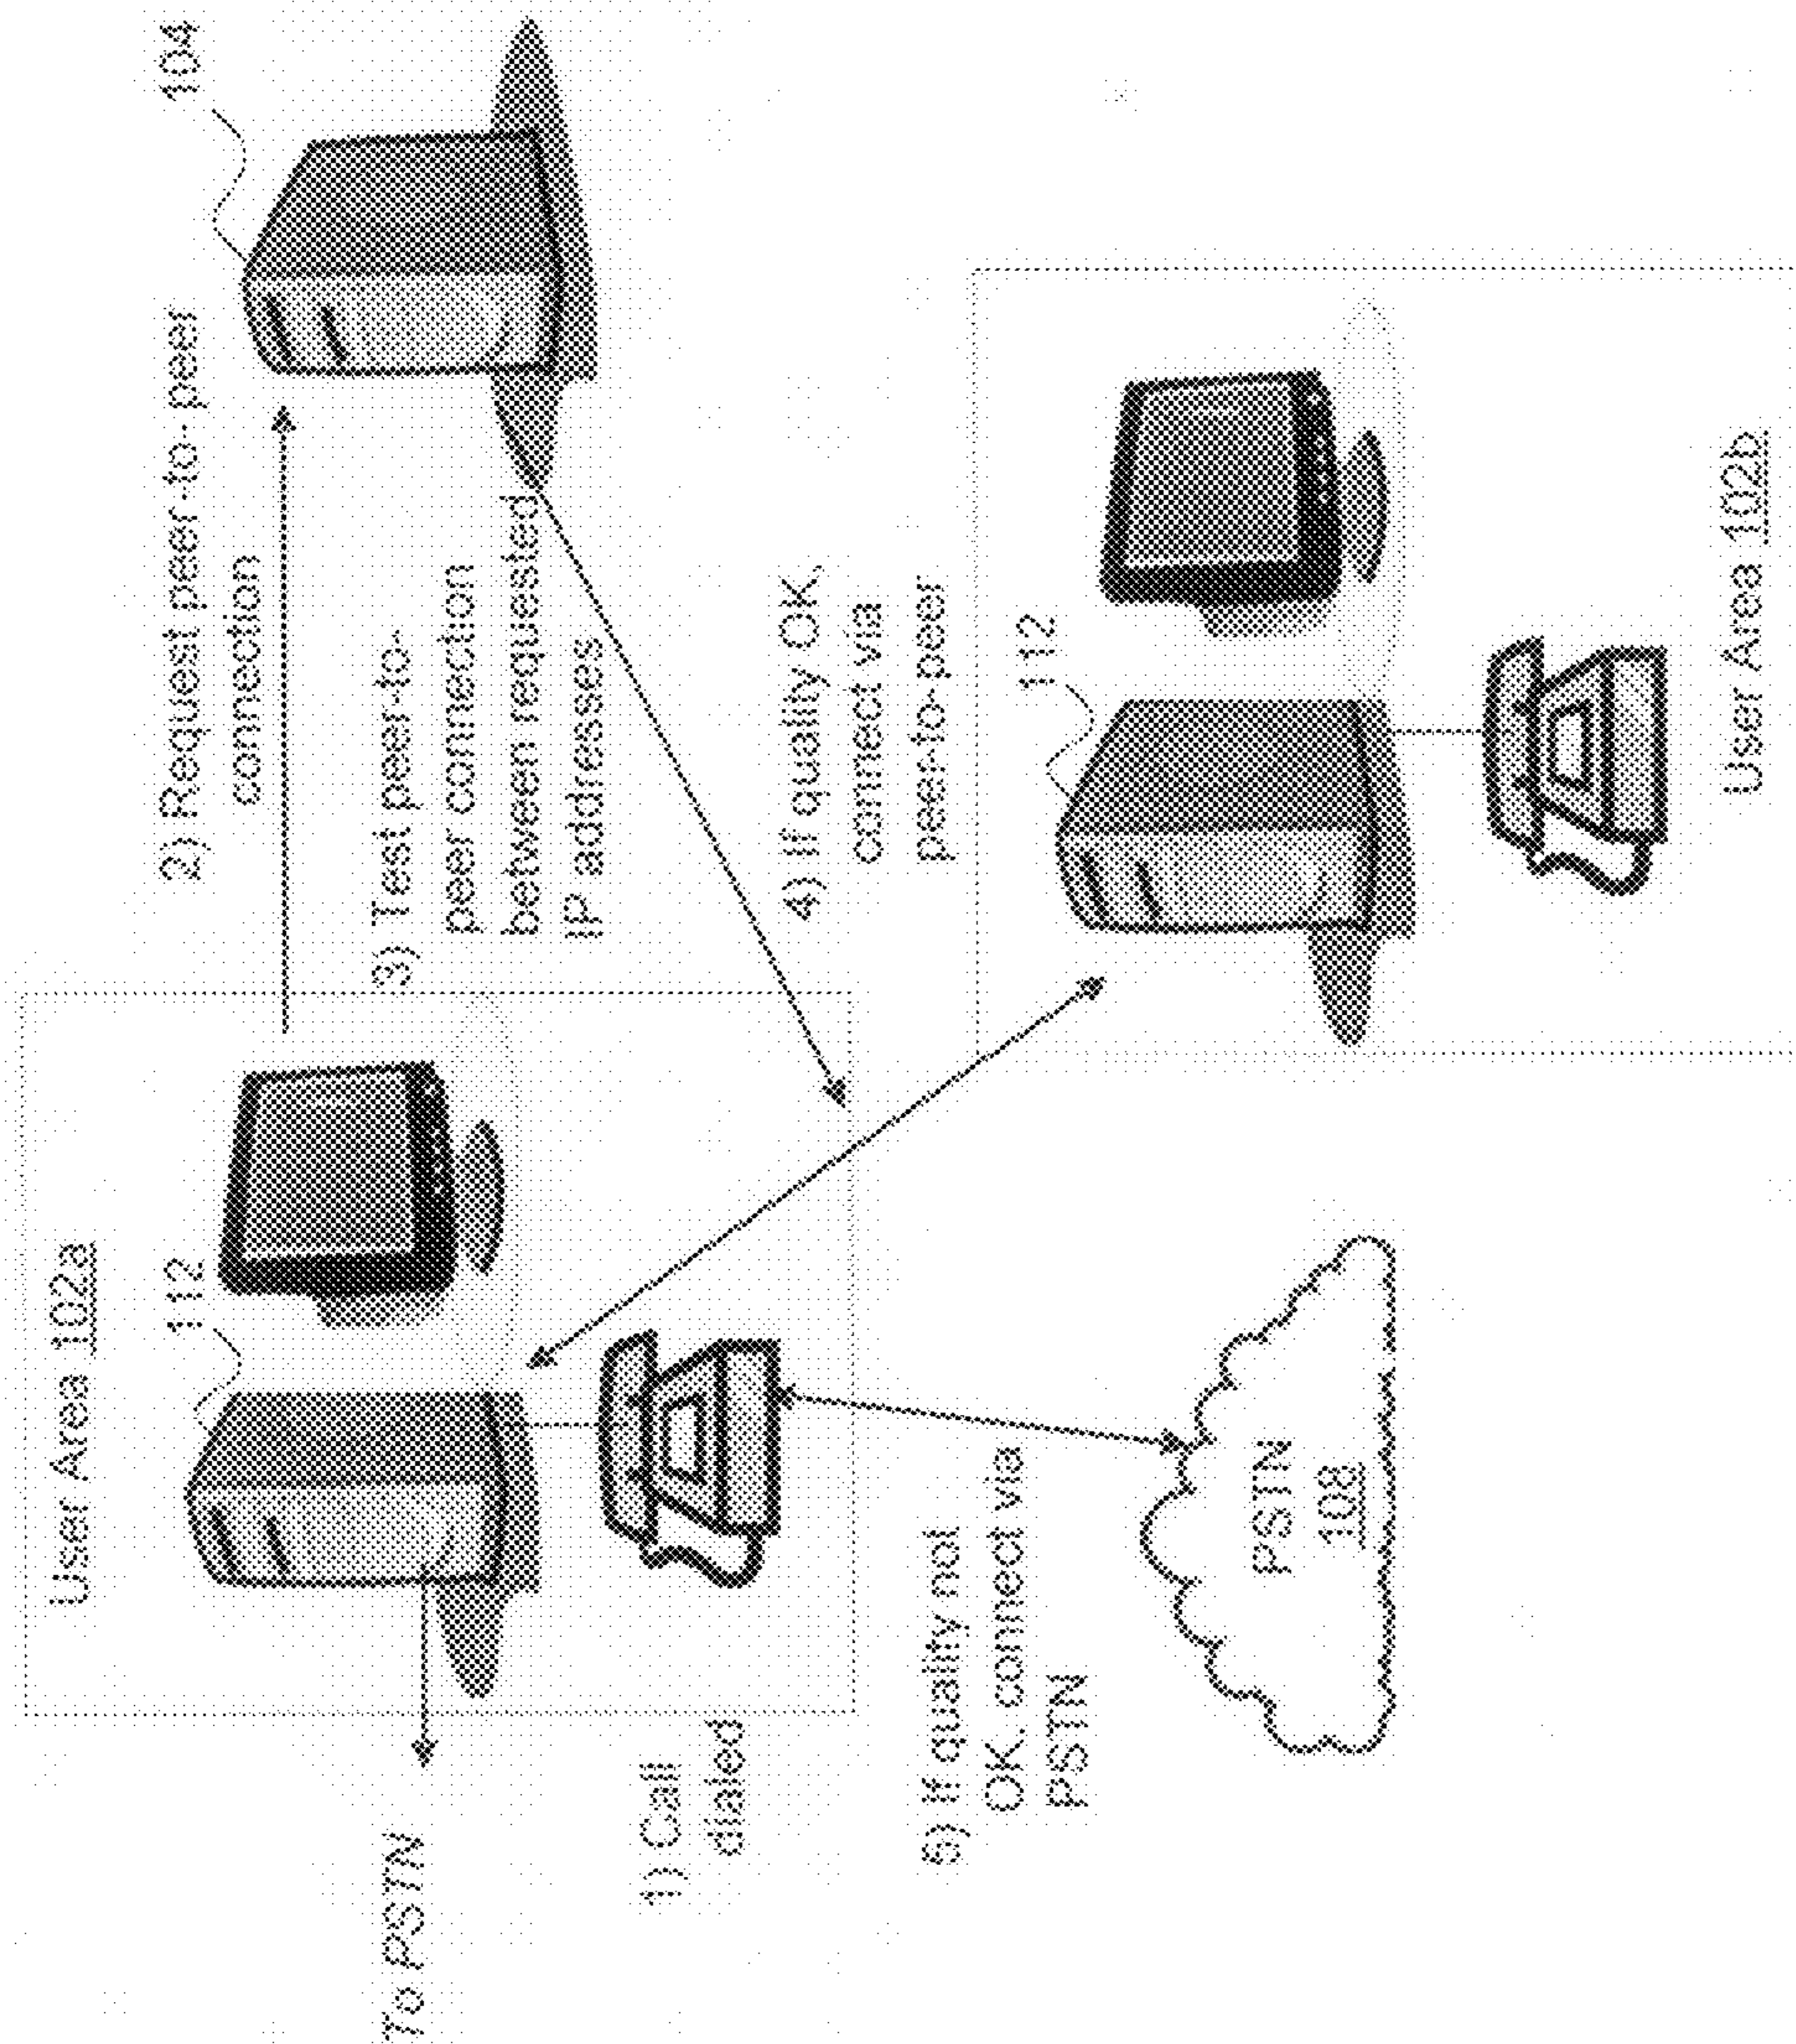 User Area 102a
112
To PSTN
1) Call
dialed
2) Request peer-to-peer
connection
104
3) Test peer-to-
peer connection
between requested
IP addresses
4) If quality OK,
connect via
peer-to-peer
5) If quality not
OK, connect via
PSTN
PSTN
108
112
User Area 102b